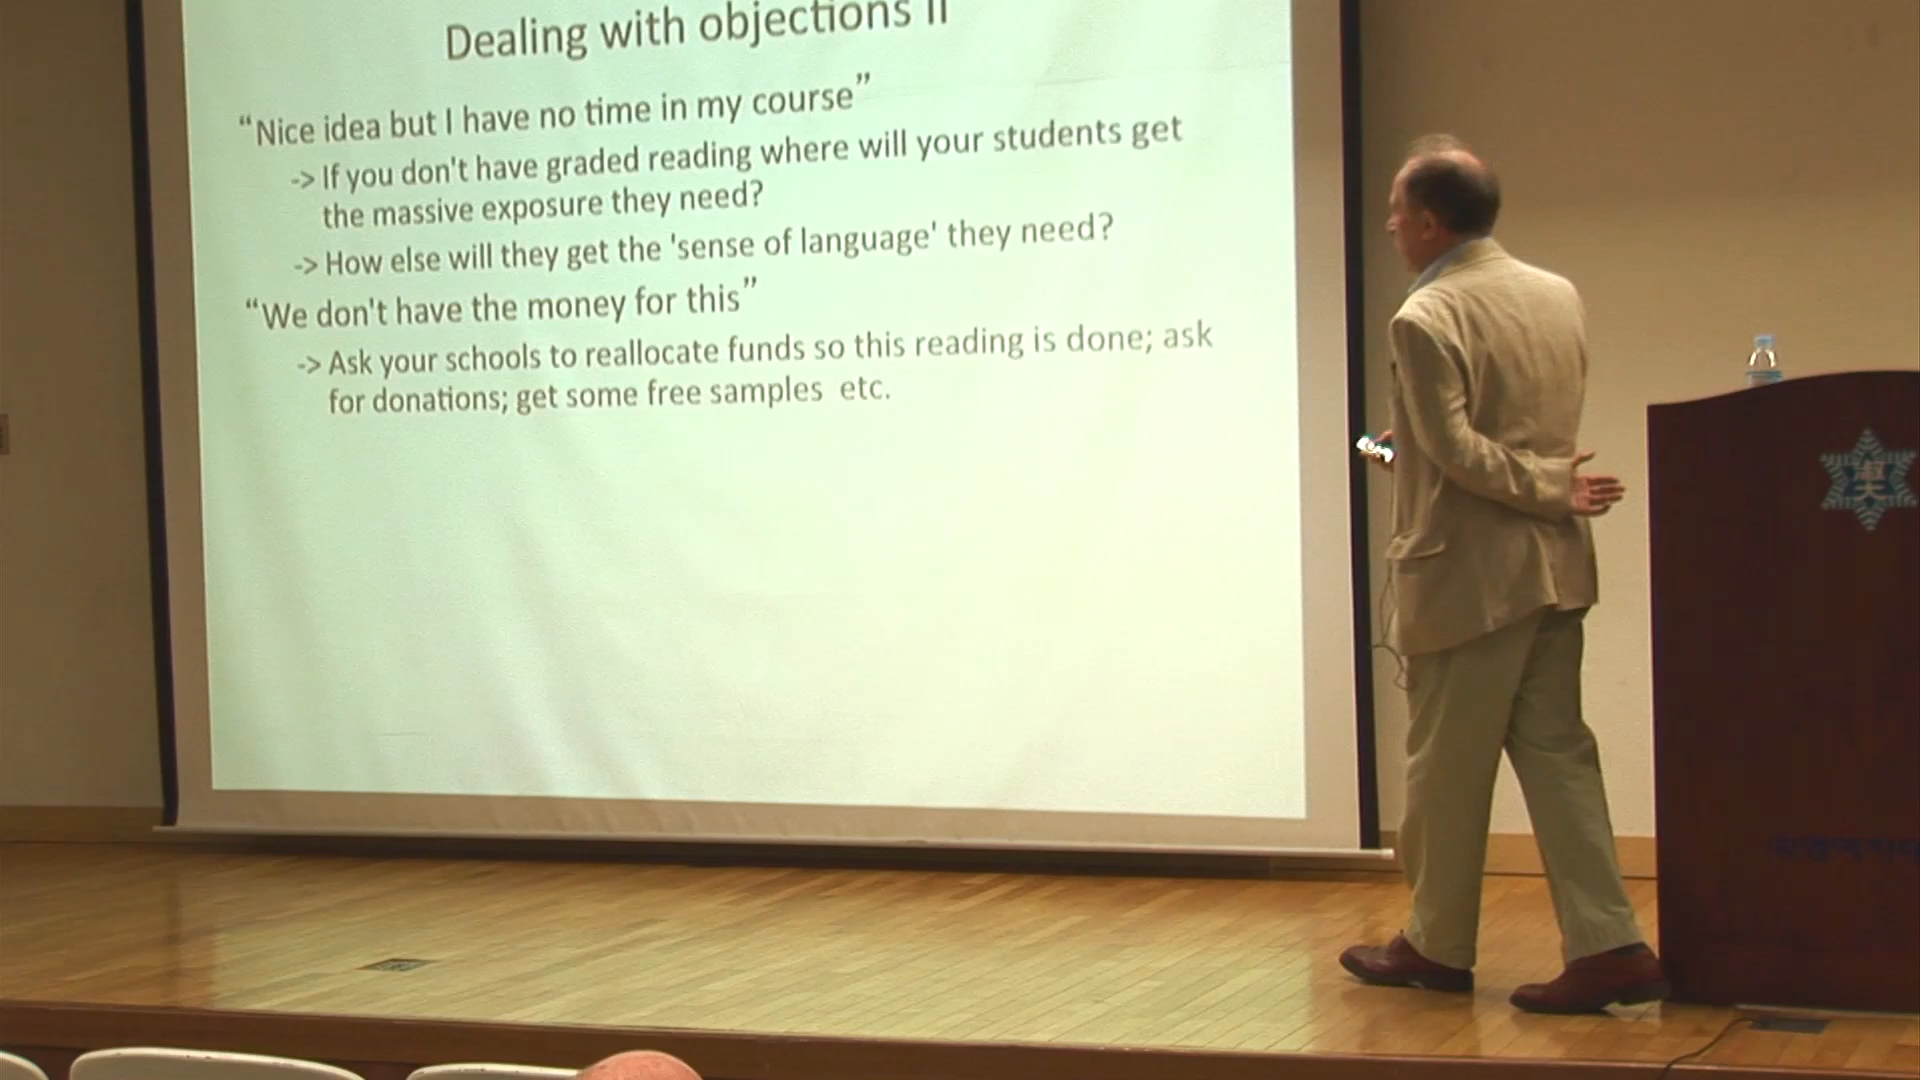 Dealing with objections II
“Nice idea but I have no time in my course”
-> If you don't have graded reading where will your students get
the massive exposure they need?
-> How else will they get the 'sense of language' they need?
“We don't have the money for this”
-> Ask your schools to reallocate funds so this reading is done; ask
for donations; get some free samples etc.